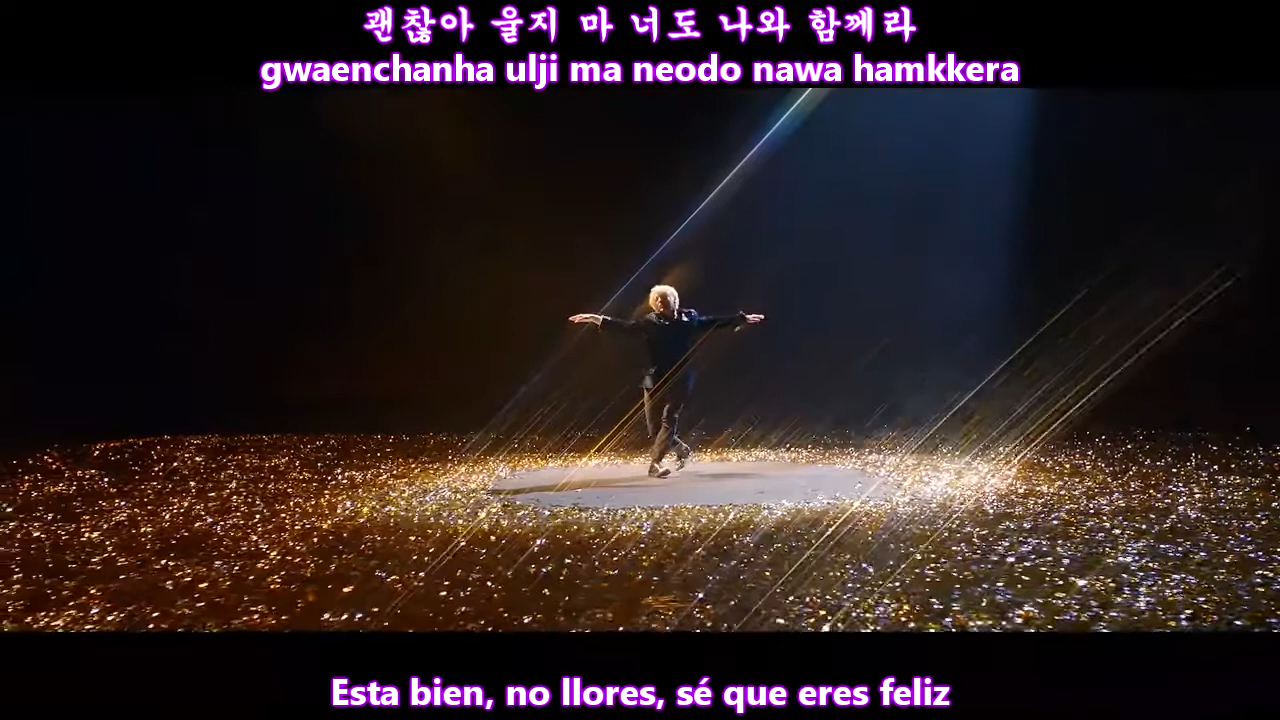 괜찮아 울지 마 너도 나와 함께라
gwaenchanha ulji ma neodo nawa hamkkera
Esta bien, no llores, sé que eres feliz